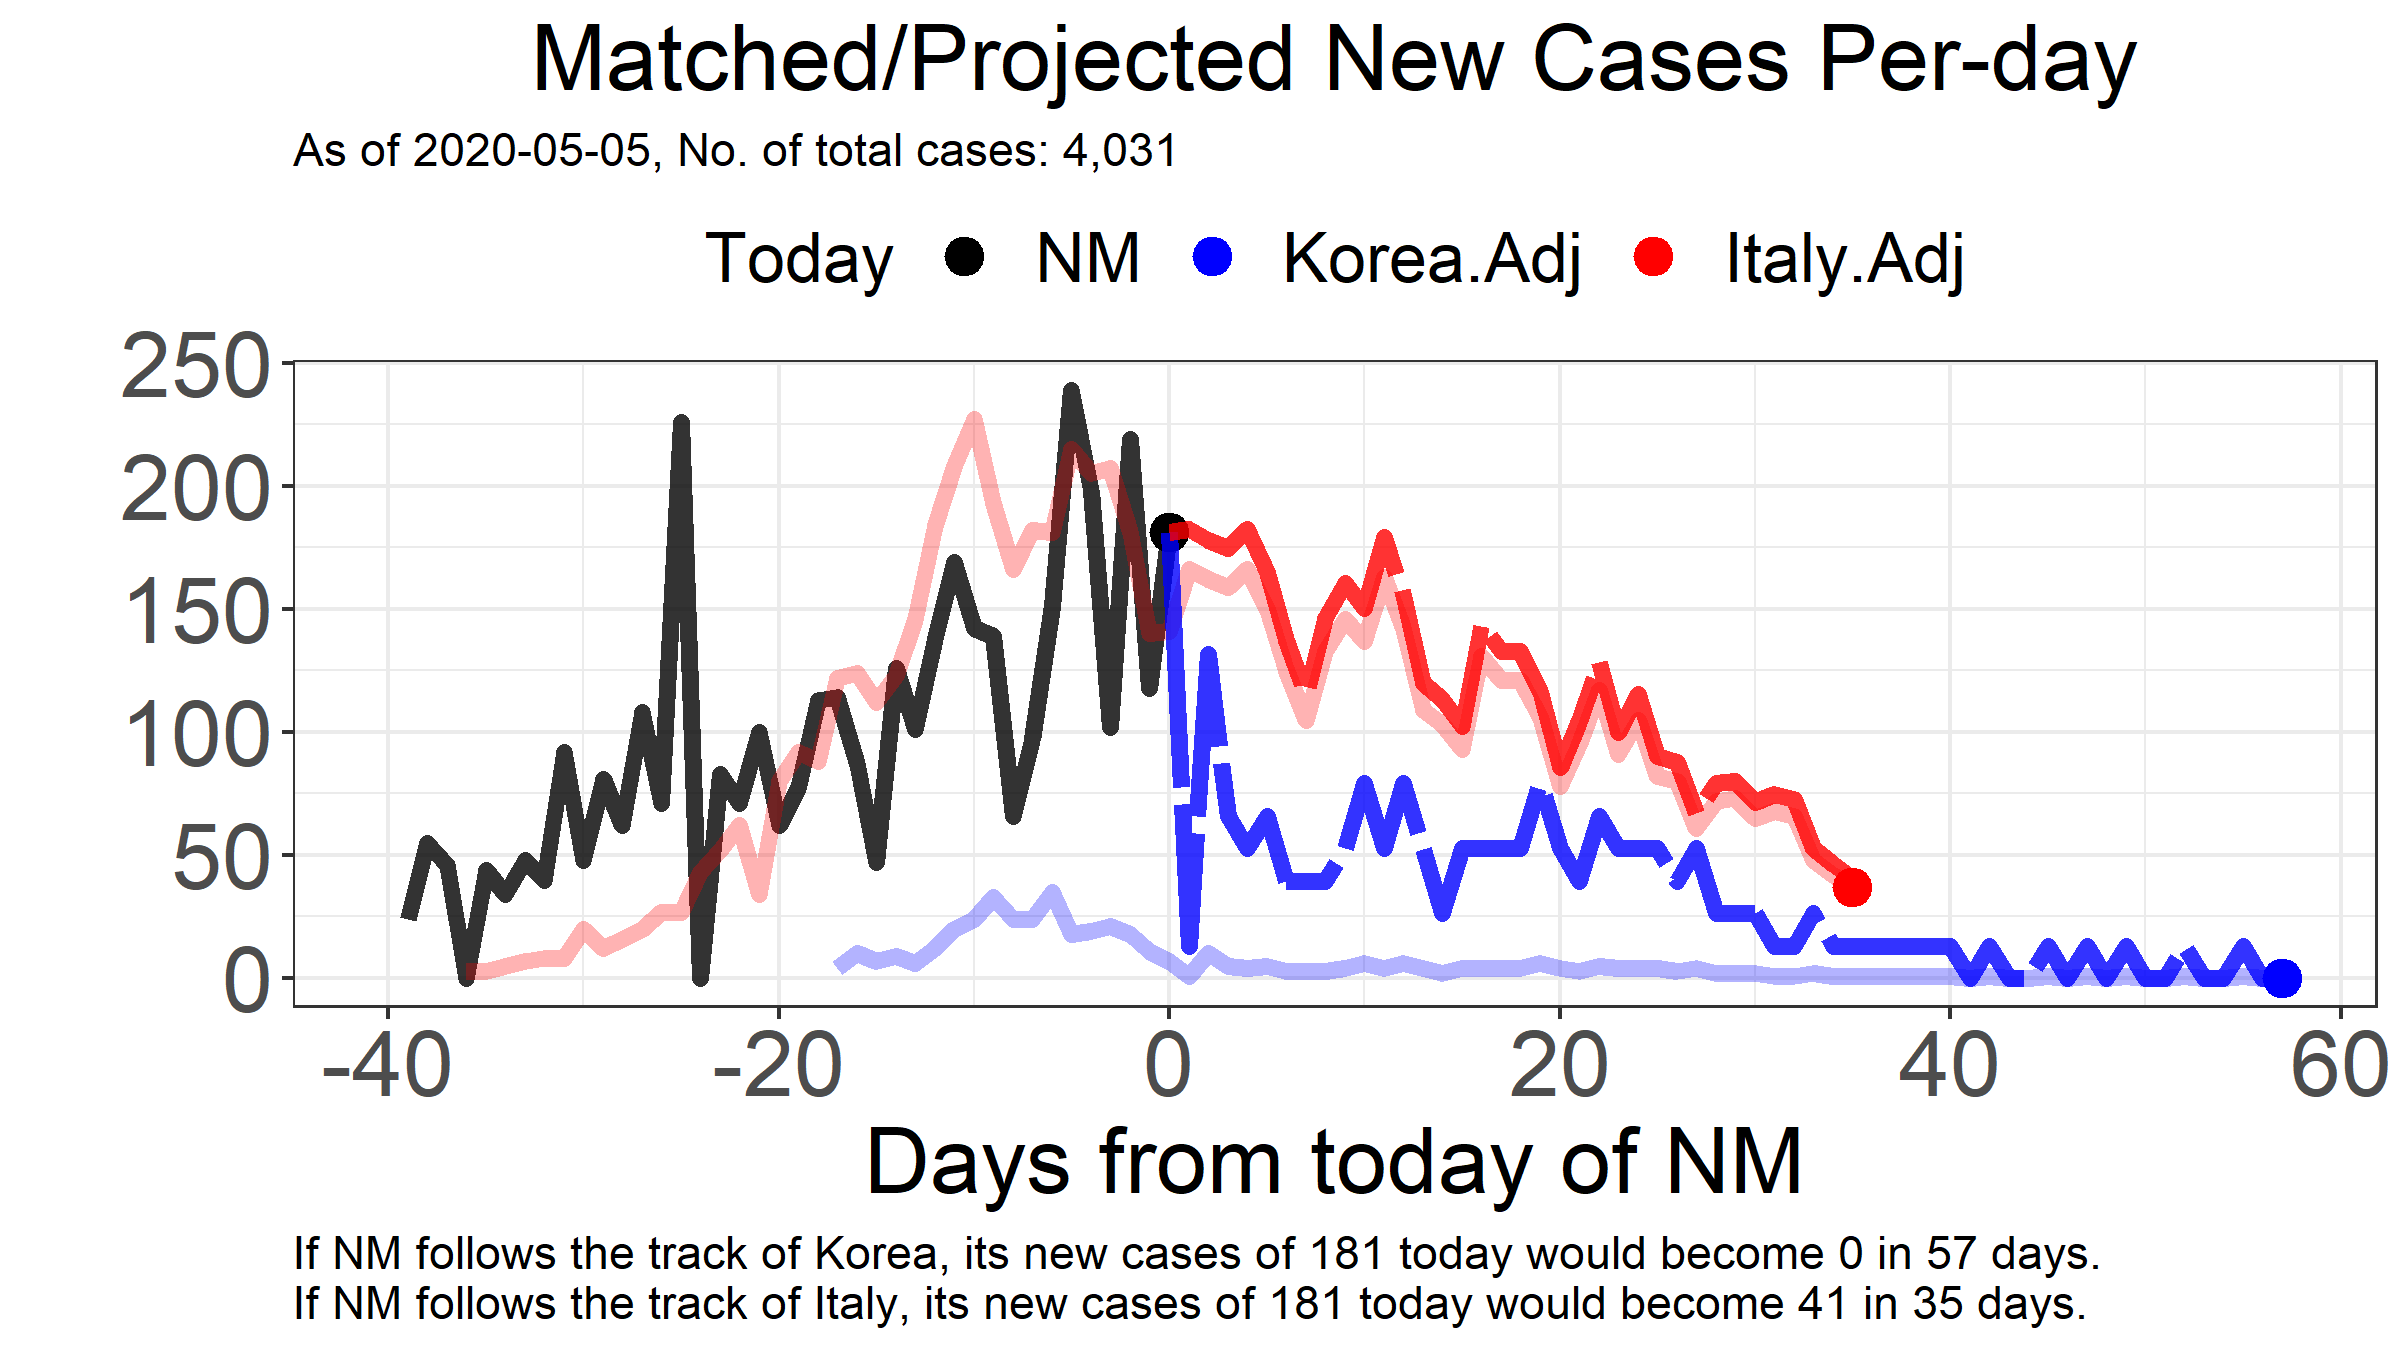 Matched/Projected New Cases Per-day
As of 2020-05-05, No. of total cases: 4,031
Today NM Korea.Adj Italy.Adj
250
200
150
100
50
0
-40 -20 0 20 40 60
Days from today of NM
If NM follows the track of Korea, its new cases of 181 today would become 0 in 57 days.
If NM follows the track of Italy, its new cases of 181 today would become 41 in 35 days.